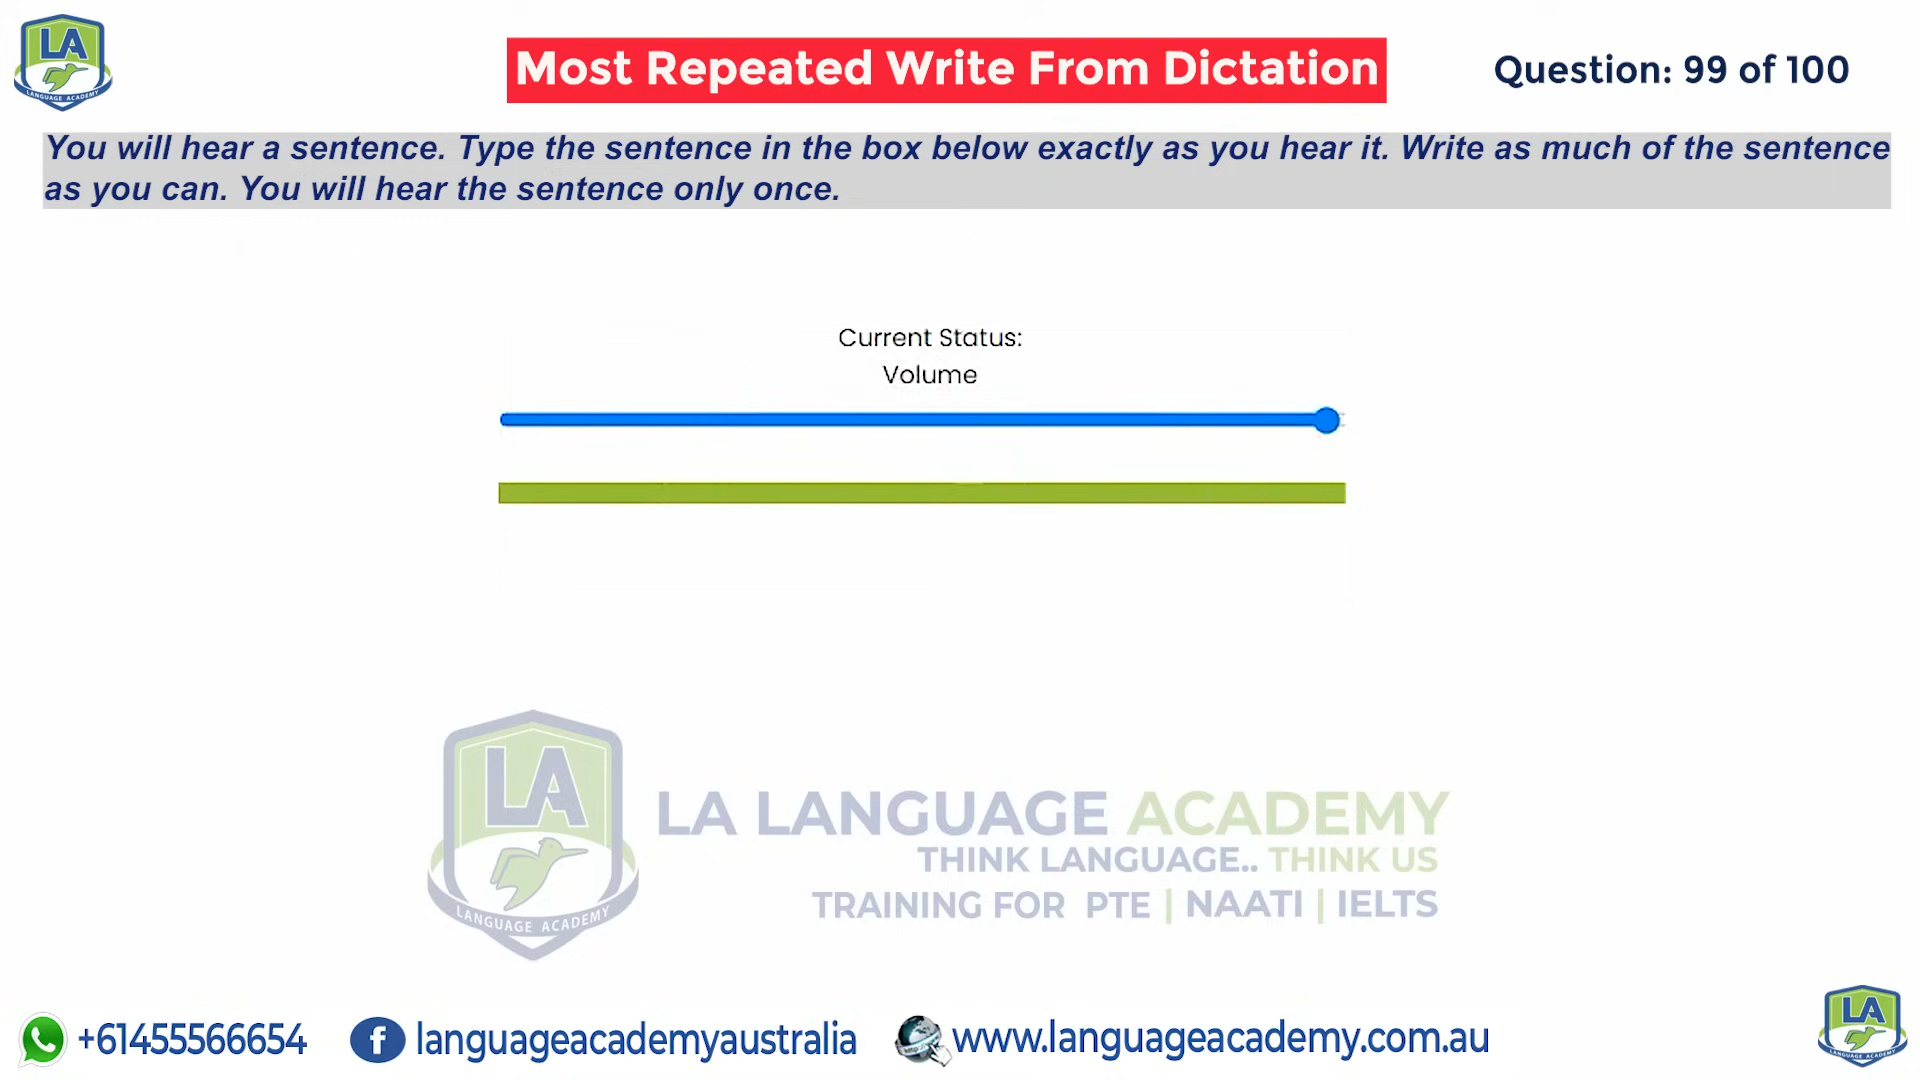 LA
LANGUAGE ACADEMY
Most Repeated Write From Dictation
Question: 99 of 100
You will hear a sentence. Type the sentence in the box below exactly as you hear it. Write as much of the sentence
as you can. You will hear the sentence only once.
Current Status:
Volume
LA
LANGUAGE ACADEMY
LA LANGUAGE ACADEMY
THINK LANGUAGE.. THINK US
TRAINING FOR PTE | NAATI | IELTS
+61455566654
f languageacademyaustralia
http:
www.languageacademy.com.au
LA
LANGUAGE ACADEMY